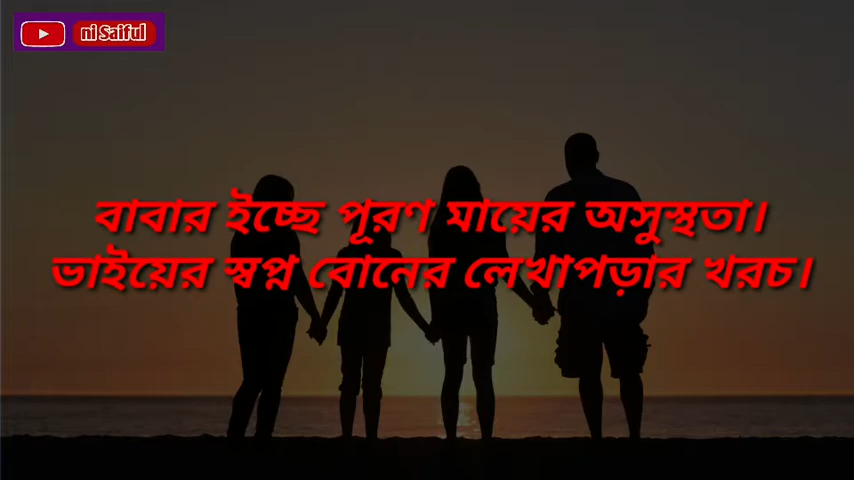 ni Saiful
বাবার ইচ্ছে পূরণ মায়ের অসুস্থতা।
ভাইয়ের স্বপ্ন বোনের লেখাপড়ার খরচ।